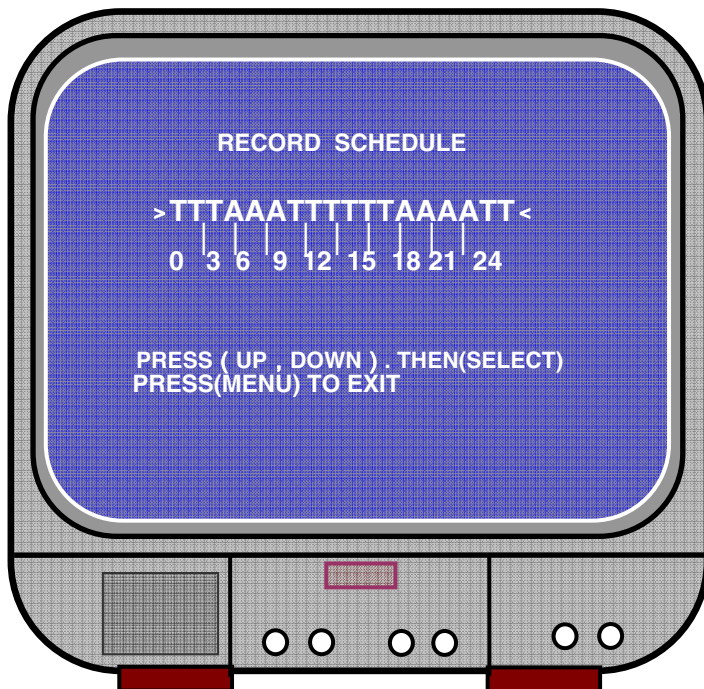 RECORD SCHEDULE
>TTTAAATTTTTTAAAATT<
0 3 6 9 12 15 18 21 24
PRESS ( UP , DOWN ) . THEN(SELECT)
PRESS(MENU) TO EXIT